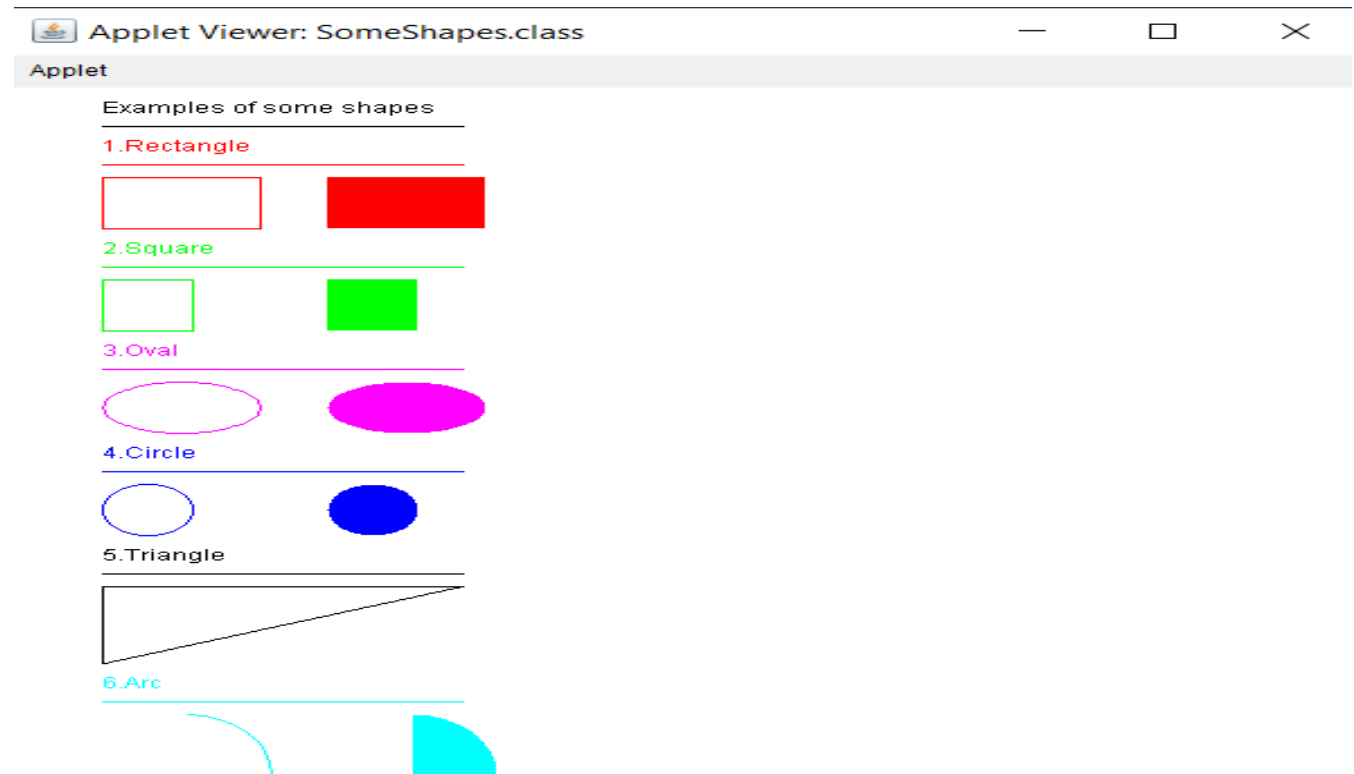 Applet Viewer: SomeShapes.class
Applet
Examples of some shapes
1.Rectangle
2.Square
3.Oval
4.Circle
5.Triangle
6.Arc